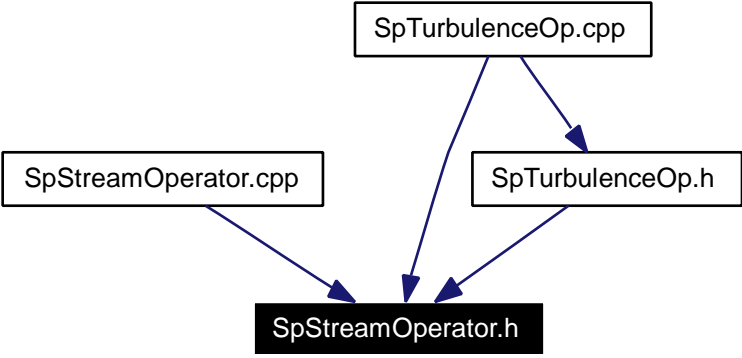 SpTurbulenceOp.cpp
SpStreamOperator.cpp
SpTurbulenceOp.h
SpStreamOperator.h